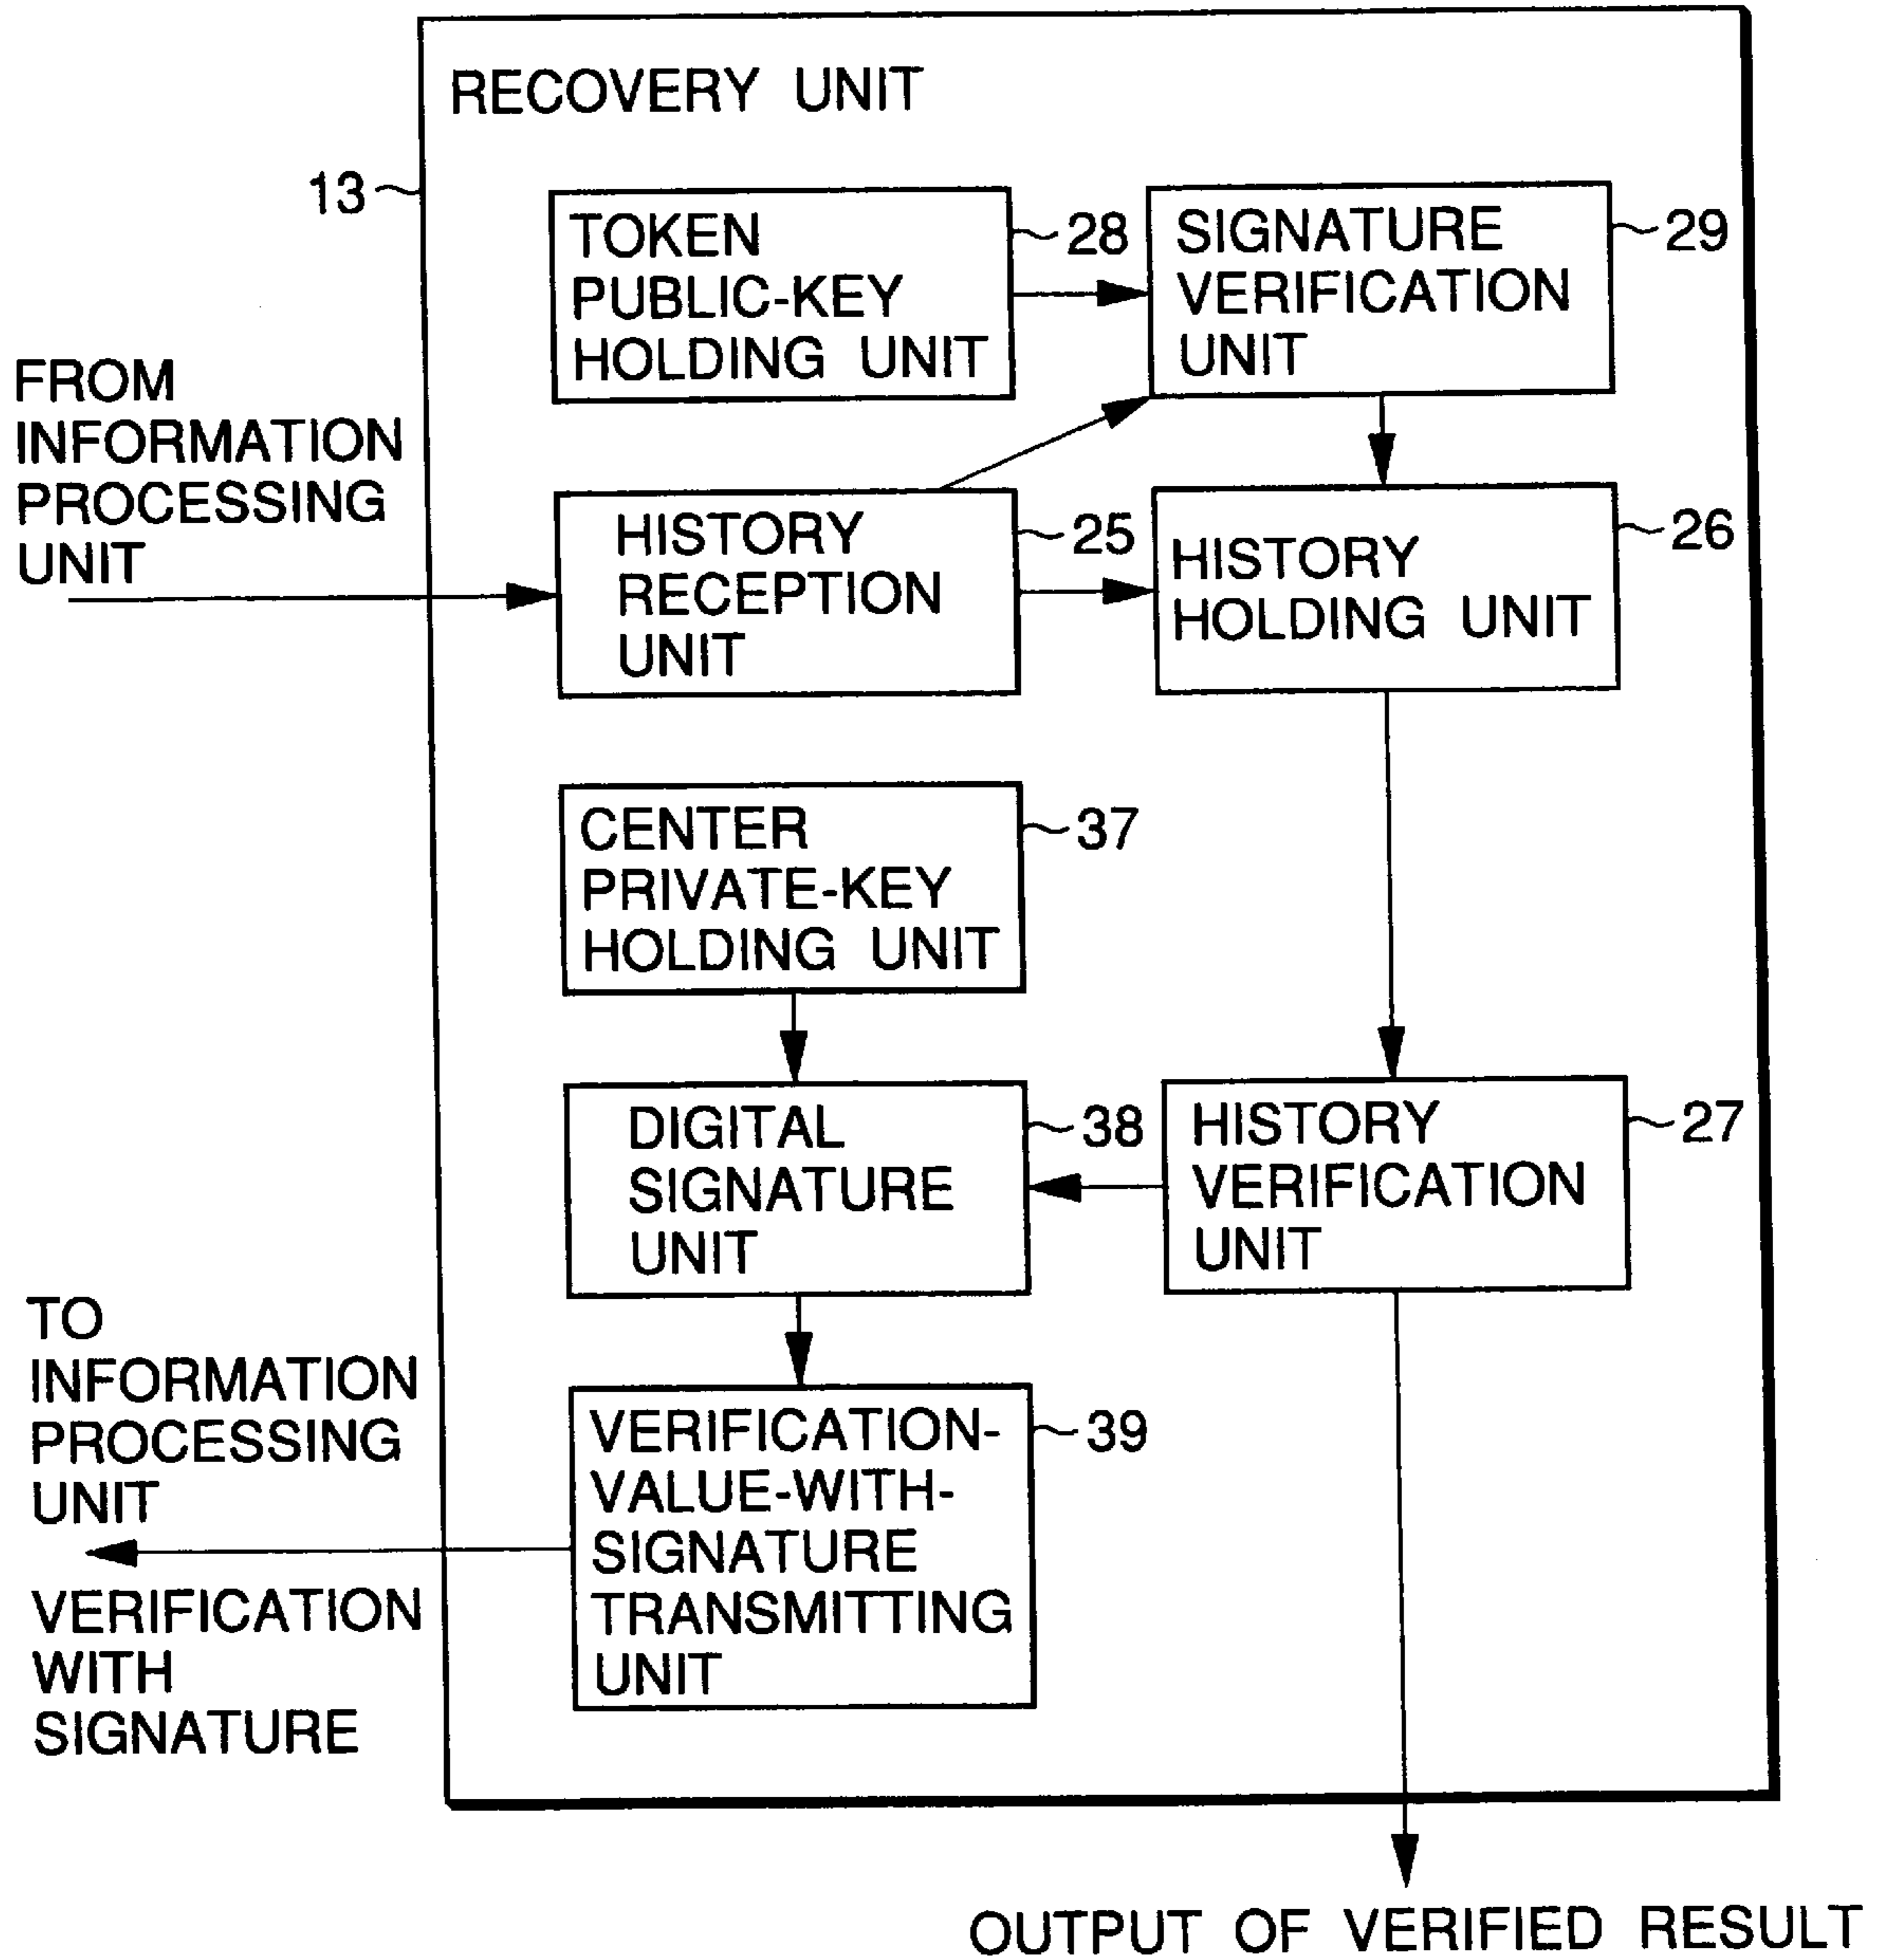 RECOVERY UNIT
13
TOKEN
PUBLIC-KEY
HOLDING UNIT
28
SIGNATURE
VERIFICATION
UNIT
29
FROM
INFORMATION
PROCESSING
UNIT
HISTORY
RECEPTION
UNIT
25
HISTORY
HOLDING UNIT
26
CENTER
PRIVATE-KEY
HOLDING UNIT
37
DIGITAL
SIGNATURE
UNIT
38
HISTORY
VERIFICATION
UNIT
27
TO
INFORMATION
PROCESSING
UNIT
VERIFICATION-
VALUE-WITH-
SIGNATURE
TRANSMITTING
UNIT
39
VERIFICATION
WITH
SIGNATURE
OUTPUT OF VERIFIED RESULT